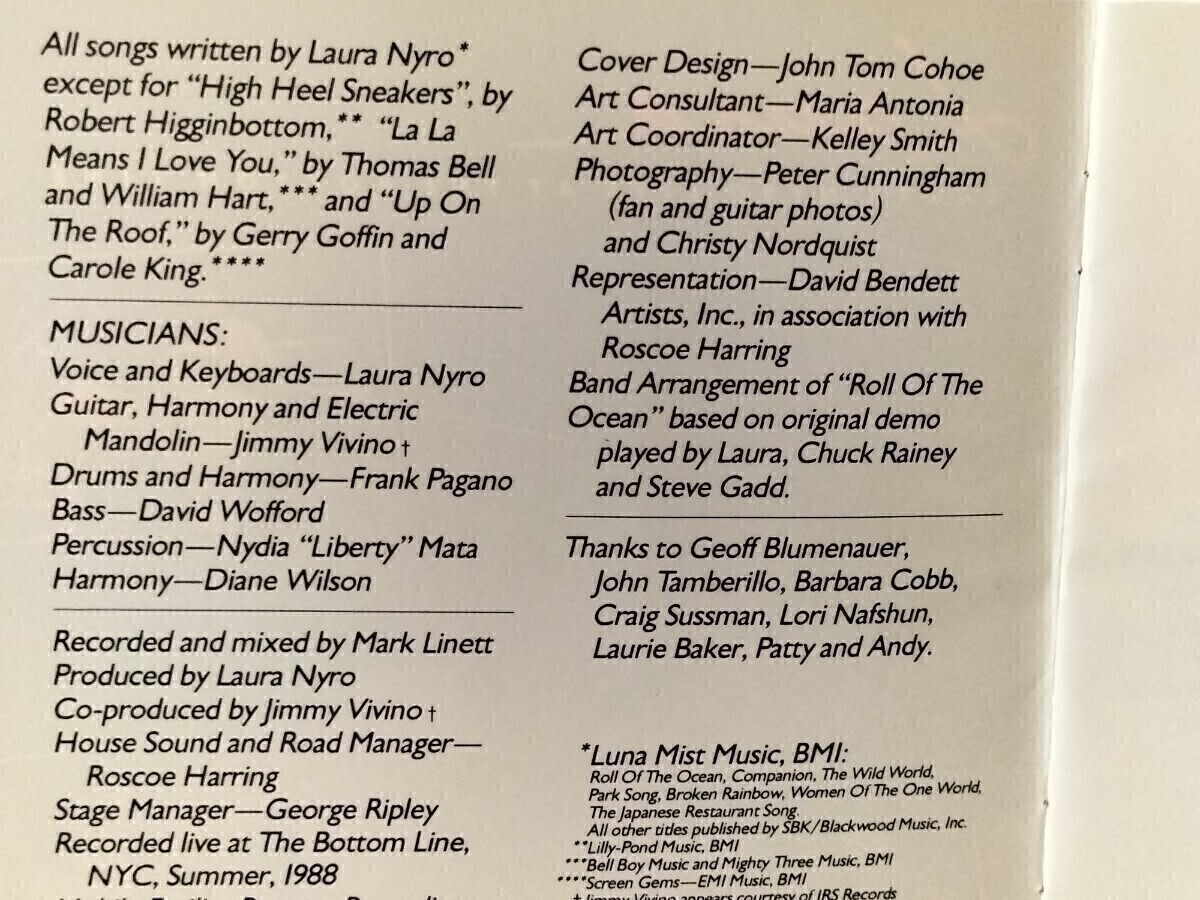 All songs written by Laura Nyro*
except for “High Heel Sneakers”, by
Robert Higginbottom,** “La La
Means I Love You,” by Thomas Bell
and William Hart,*** and “Up On
The Roof,” by Gerry Goffin and
Carole King.****
MUSICIANS:
Voice and Keyboards—Laura Nyro
Guitar, Harmony and Electric
Mandolin—Jimmy Vivino †
Drums and Harmony—Frank Pagano
Bass—David Wofford
Percussion—Nydia “Liberty” Mata
Harmony—Diane Wilson
Recorded and mixed by Mark Linett
Produced by Laura Nyro
Co-produced by Jimmy Vivino †
House Sound and Road Manager—
Roscoe Harring
Stage Manager—George Ripley
Recorded live at The Bottom Line,
NYC, Summer, 1988
Cover Design—John Tom Cohoe
Art Consultant—Maria Antonia
Art Coordinator—Kelley Smith
Photography—Peter Cunningham
(fan and guitar photos)
and Christy Nordquist
Representation—David Bendett
Artists, Inc., in association with
Roscoe Harring
Band Arrangement of “Roll Of The
Ocean” based on original demo
played by Laura, Chuck Rainey
and Steve Gadd.
Thanks to Geoff Blumenauer,
John Tamberillo, Barbara Cobb,
Craig Sussman, Lori Nafshun,
Laurie Baker, Patty and Andy.
*Luna Mist Music, BMI:
Roll Of The Ocean, Companion, The Wild World,
Park Song, Broken Rainbow, Women Of The One World,
The Japanese Restaurant Song.
All other titles published by SBK/Blackwood Music, Inc.
**Lilly-Pond Music, BMI
***Bell Boy Music and Mighty Three Music, BMI
****Screen Gems—EMI Music, BMI
† Jimmy Vivino appears courtesy of IRS Records